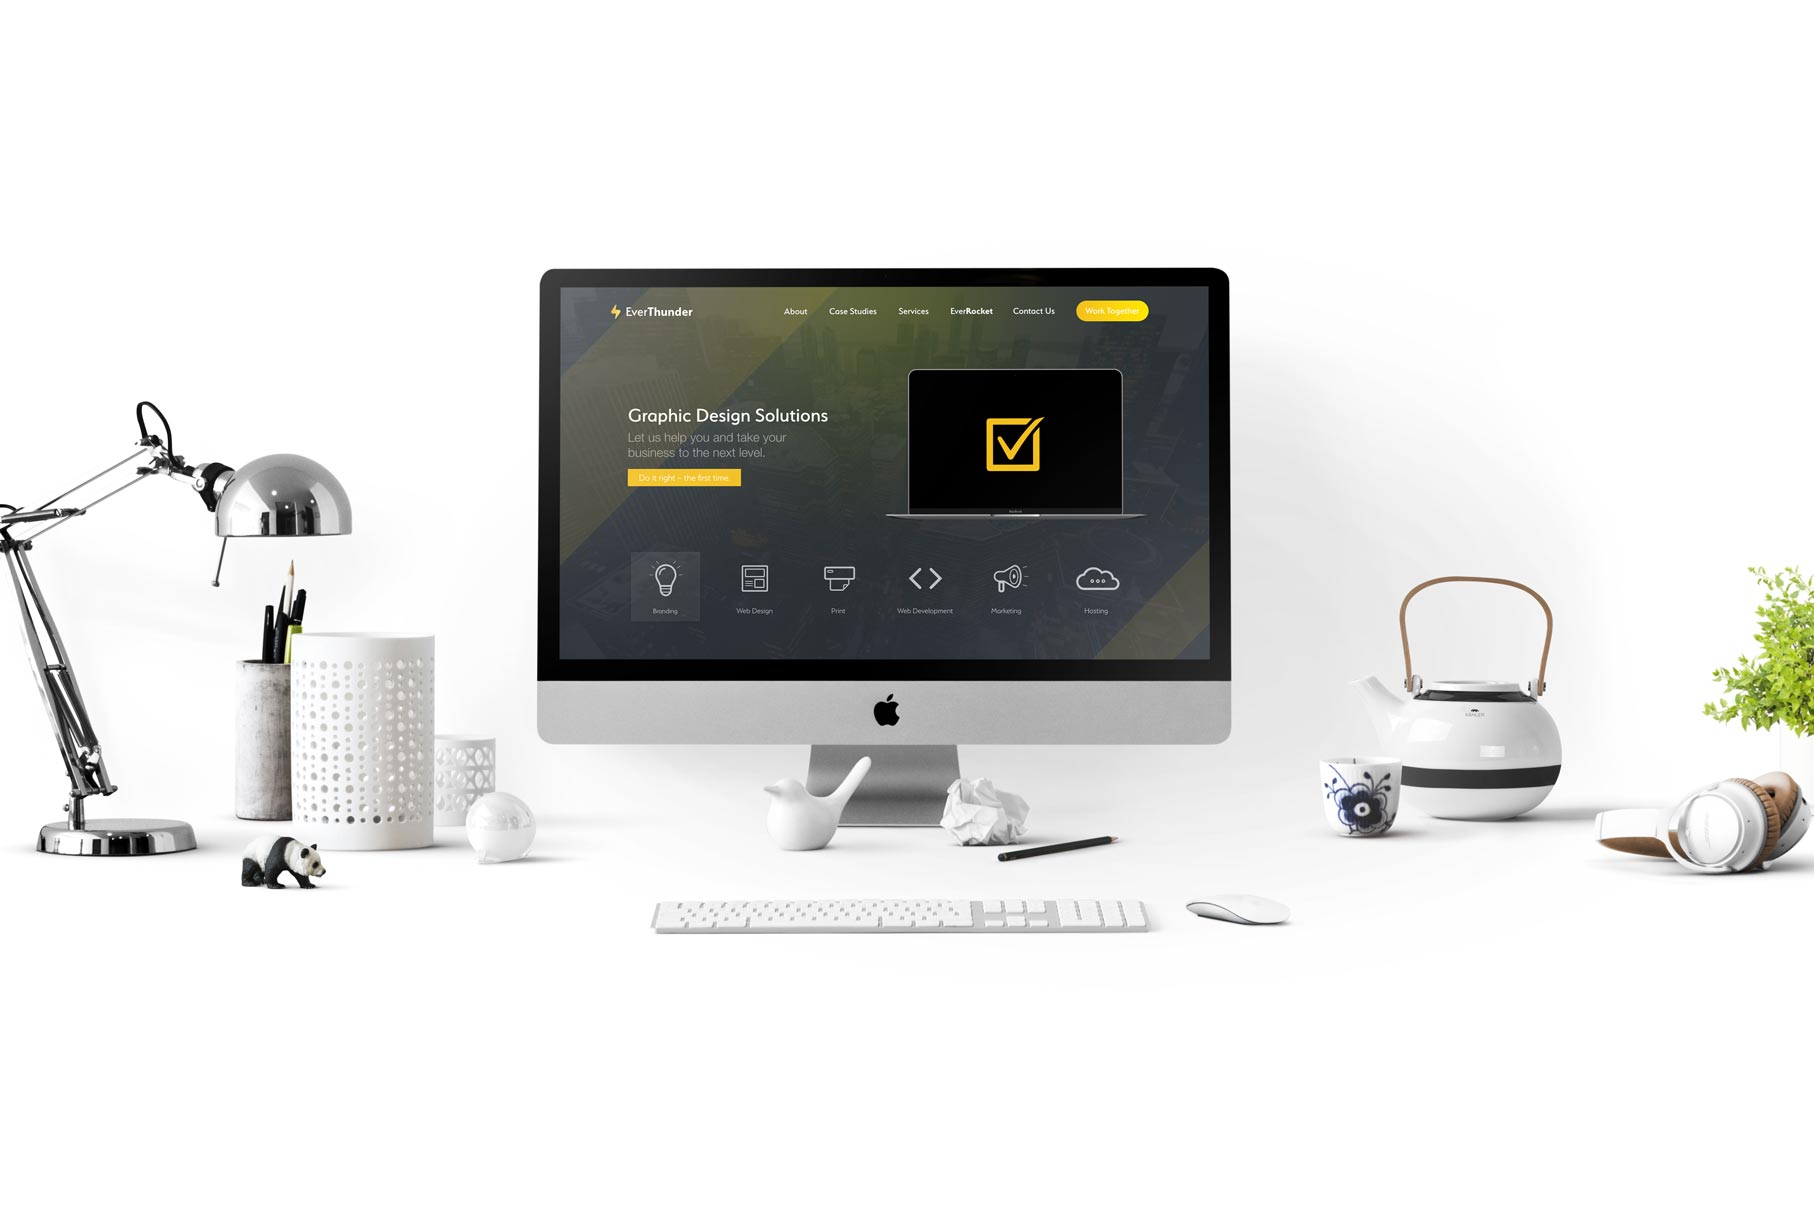 EverThunder
About
Case Studies
Services
EverRocket
Contact Us
Work Together
Graphic Design Solutions
Let us help you and take your
business to the next level.
Do it right – the first time.
MacBook
Branding
Web Design
Print
Web Development
Marketing
Hosting
KÄHLER